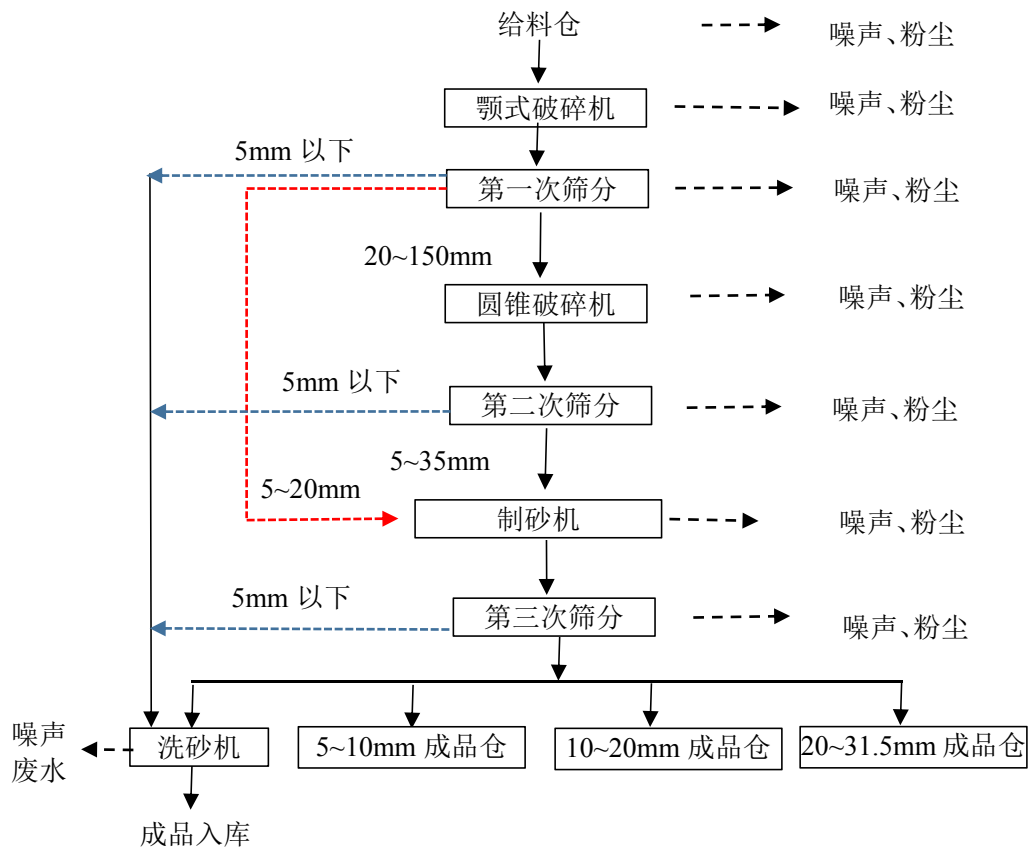 给料仓
噪声、粉尘
颚式破碎机
噪声、粉尘
5mm 以下
第一次筛分
噪声、粉尘
20~150mm
圆锥破碎机
噪声、粉尘
5mm 以下
第二次筛分
噪声、粉尘
5~35mm
5~20mm
制砂机
噪声、粉尘
5mm 以下
第三次筛分
噪声、粉尘
噪声
废水
洗砂机
5~10mm 成品仓
10~20mm 成品仓
20~31.5mm 成品仓
成品入库